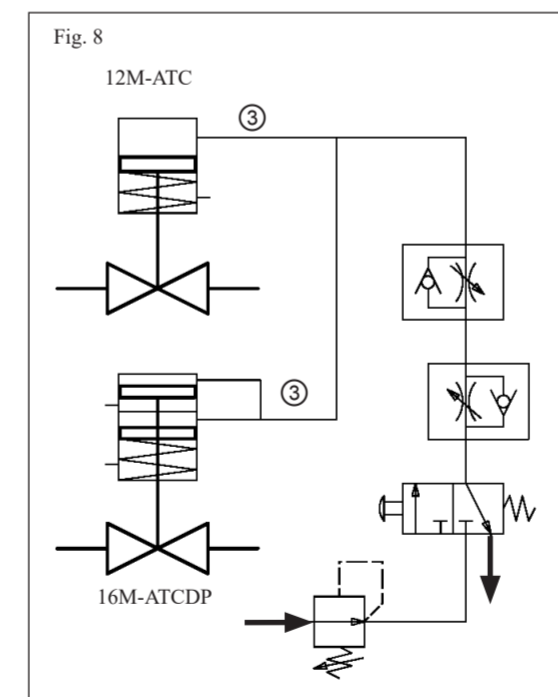 Fig. 8
12M-ATC
③
③
16M-ATCDP